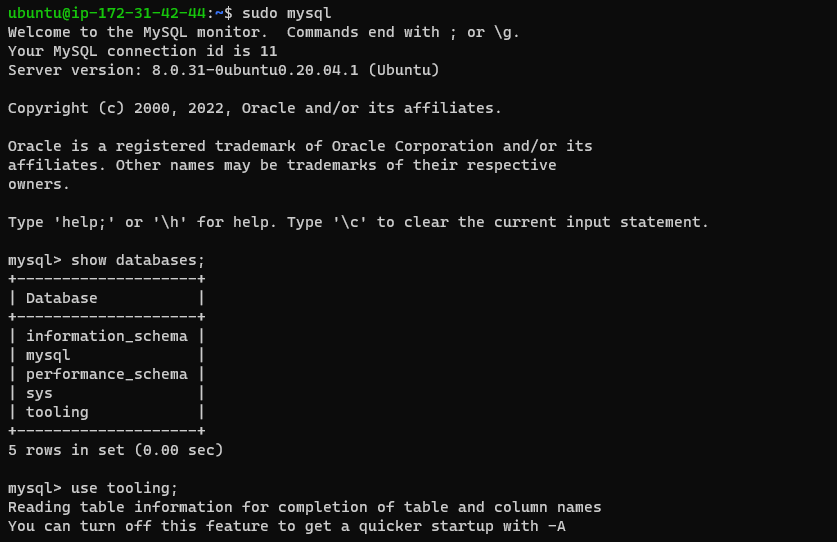 ubuntu@ip-172-31-42-44:~$ sudo mysql
Welcome to the MySQL monitor.  Commands end with ; or \g.
Your MySQL connection id is 11
Server version: 8.0.31-0ubuntu0.20.04.1 (Ubuntu)

Copyright (c) 2000, 2022, Oracle and/or its affiliates.

Oracle is a registered trademark of Oracle Corporation and/or its
affiliates. Other names may be trademarks of their respective
owners.

Type 'help;' or '\h' for help. Type '\c' to clear the current input statement.

mysql> show databases;
+--------------------+
| Database           |
+--------------------+
| information_schema |
| mysql              |
| performance_schema |
| sys                |
| tooling            |
+--------------------+
5 rows in set (0.00 sec)

mysql> use tooling;
Reading table information for completion of table and column names
You can turn off this feature to get a quicker startup with -A